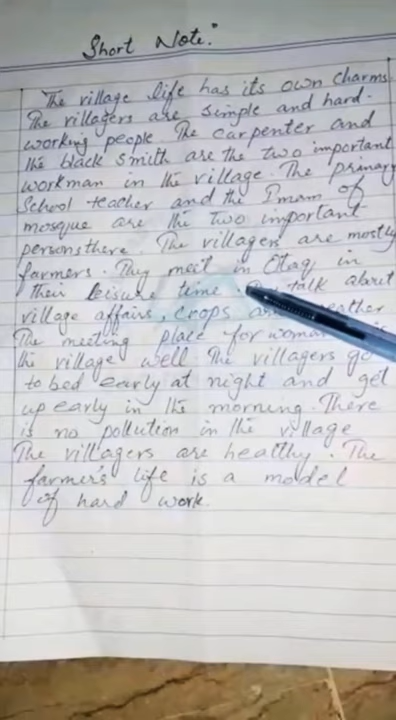 Short Note:
The village life has its own charms.
The villagers are simple and hard-
working people. The carpenter and
the black smith are the two important
workman in the village. The primary
School teacher and the Imam of
mosque are the two important
persons there. The villagers are mostly
farmers. They meet in Ottaq in
their leisure time. talk about
village affairs, crops
The meeting place for woman is
the village well. The villagers go
to bed early at night and get
up early in the morning. There
is no pollution in the village
The villagers are healthy. The
farmer's life is a model
of hard work.